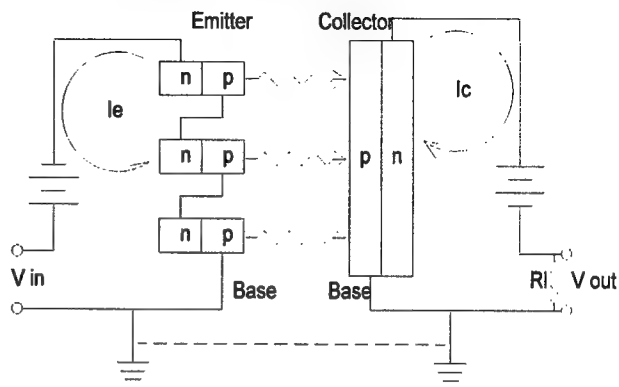 Emitter
Collector
n p
Ie
Ic
n p
p n
n p
V in
Base
Base
Rl
V out